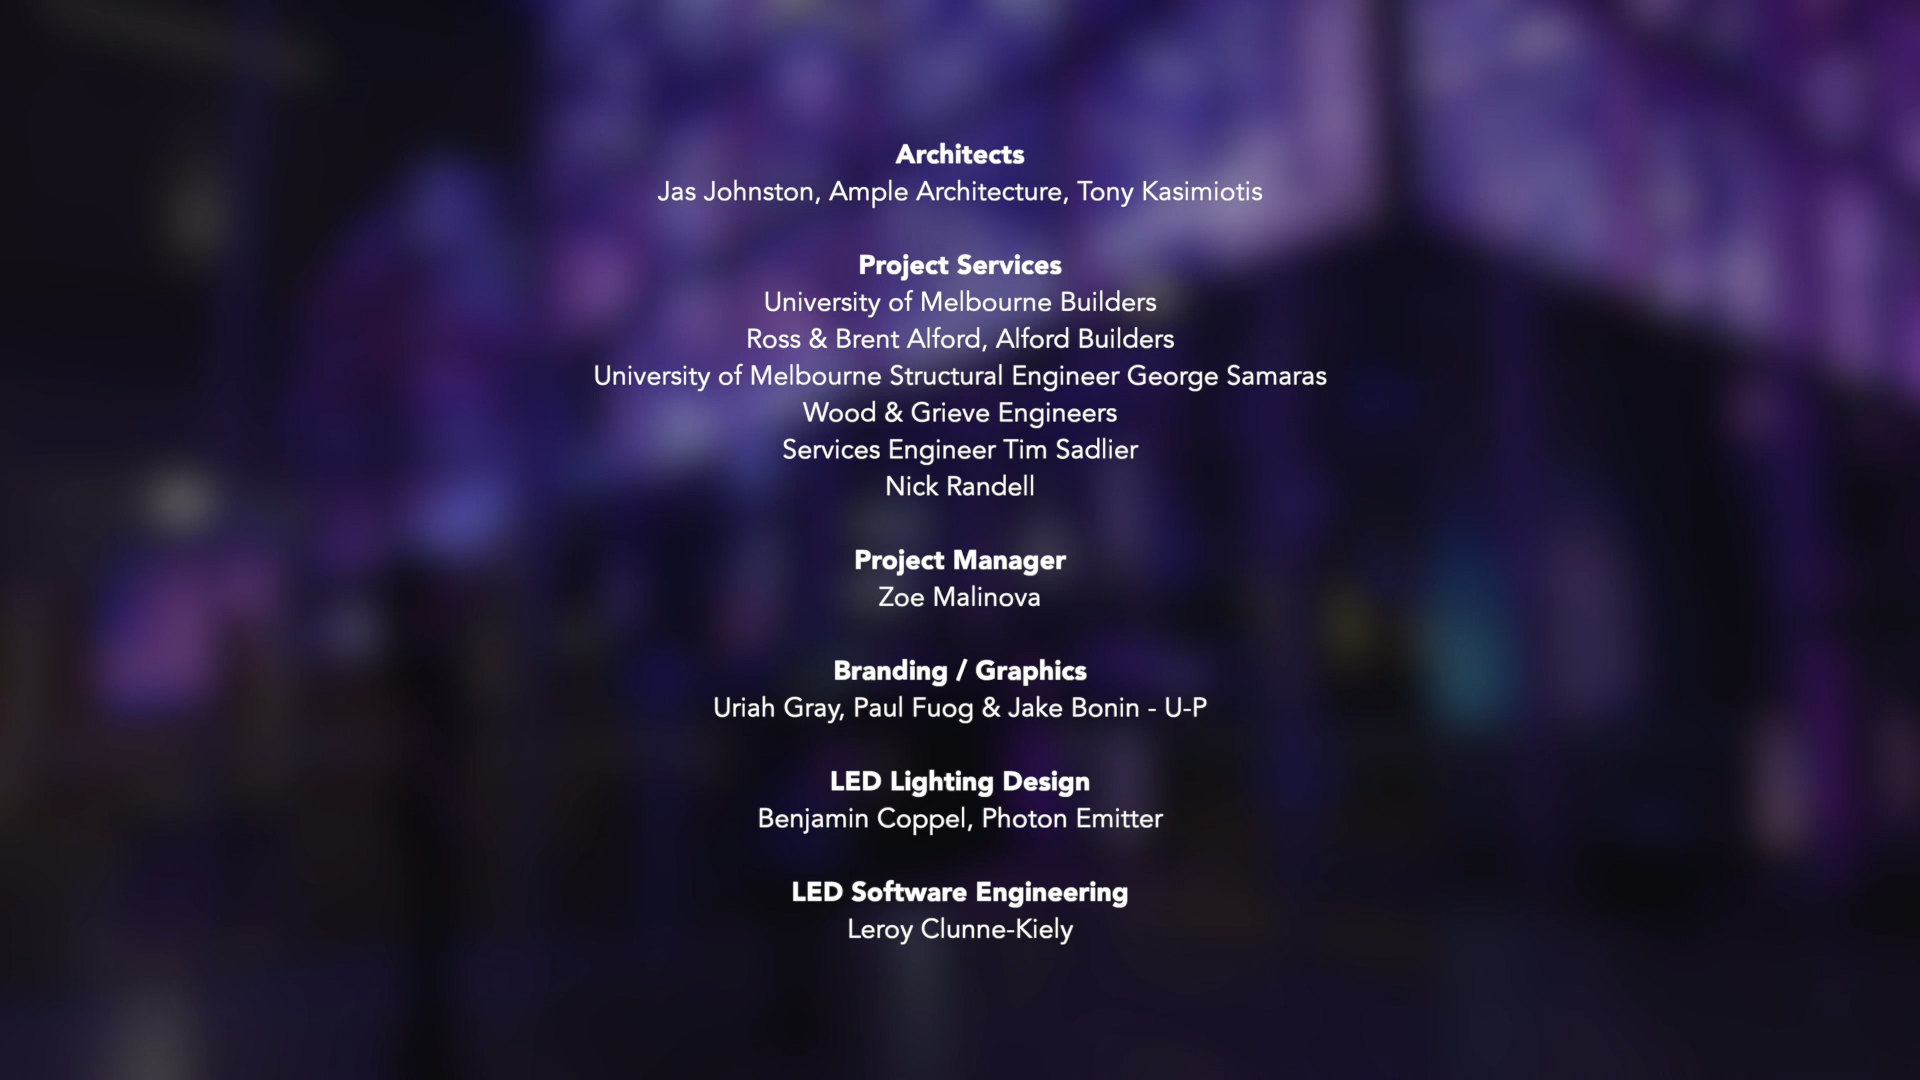 Architects
Jas Johnston, Ample Architecture, Tony Kasimiotis
Project Services
University of Melbourne Builders
Ross & Brent Alford, Alford Builders
University of Melbourne Structural Engineer George Samaras
Wood & Grieve Engineers
Services Engineer Tim Sadlier
Nick Randell
Project Manager
Zoe Malinova
Branding / Graphics
Uriah Gray, Paul Fuog & Jake Bonin - U-P
LED Lighting Design
Benjamin Coppel, Photon Emitter
LED Software Engineering
Leroy Clunne-Kiely